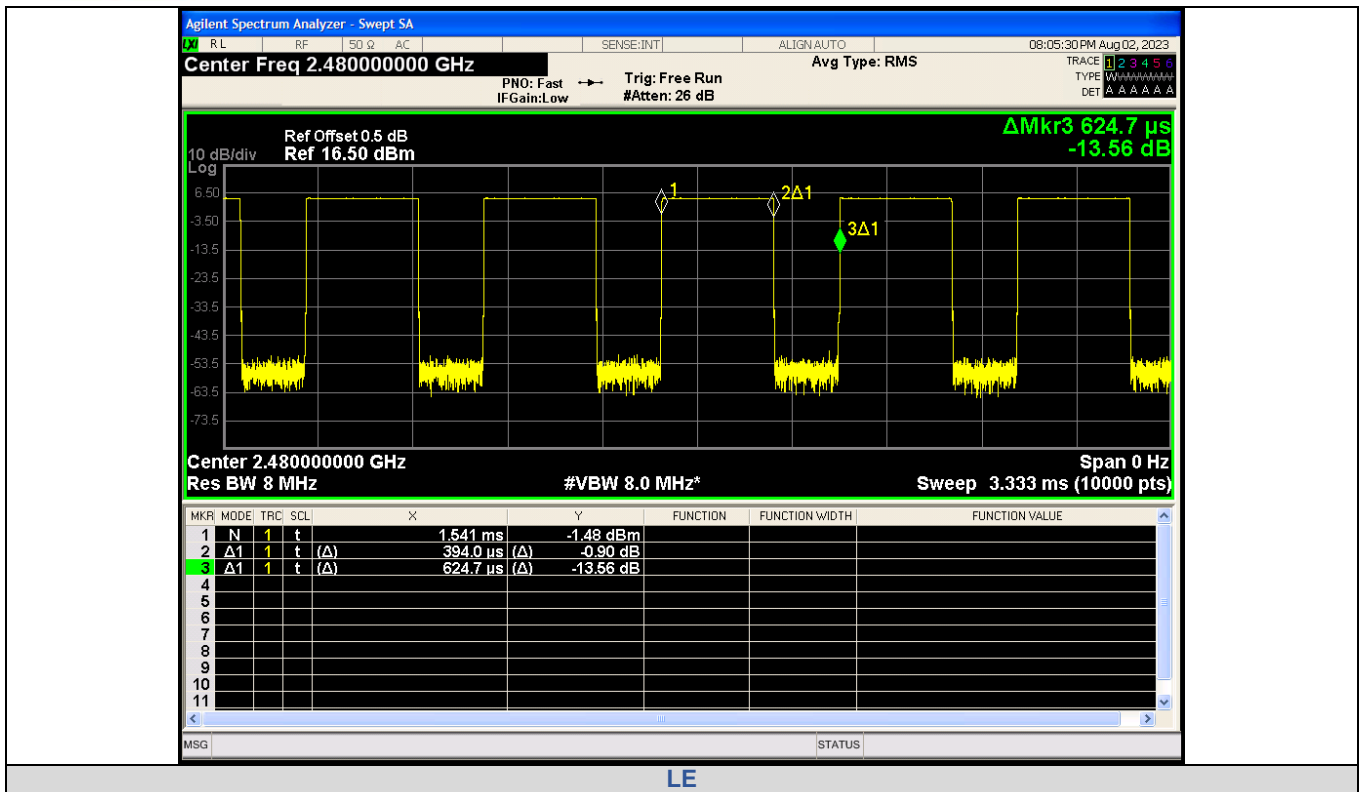 Agilent Spectrum Analyzer - Swept SA
LXI RL RF 50 Ω AC SENSE:INT ALIGN AUTO 08:05:30 PM Aug 02, 2023
Center Freq 2.480000000 GHz Avg Type: RMS TRACE 1 2 3 4 5 6
PNO: Fast Trig: Free Run TYPE WWWWWW
IFGain:Low #Atten: 26 dB DET A A A A A A
ΔMkr3 624.7 µs
-13.56 dB
Ref Offset 0.5 dB
10 dB/div Ref 16.50 dBm
Log
6.50
-3.50
-13.5
-23.5
-33.5
-43.5
-53.5
-63.5
-73.5
1
2Δ1
3Δ1
Center 2.480000000 GHz Span 0 Hz
Res BW 8 MHz #VBW 8.0 MHz* Sweep 3.333 ms (10000 pts)
MKR MODE TRC SCL X Y FUNCTION FUNCTION WIDTH FUNCTION VALUE
1 N 1 t 1.541 ms -1.48 dBm
2 Δ1 1 t (Δ) 394.0 µs (Δ) -0.90 dB
3 Δ1 1 t (Δ) 624.7 µs (Δ) -13.56 dB
4
5
6
7
8
9
10
11
MSG STATUS
LE